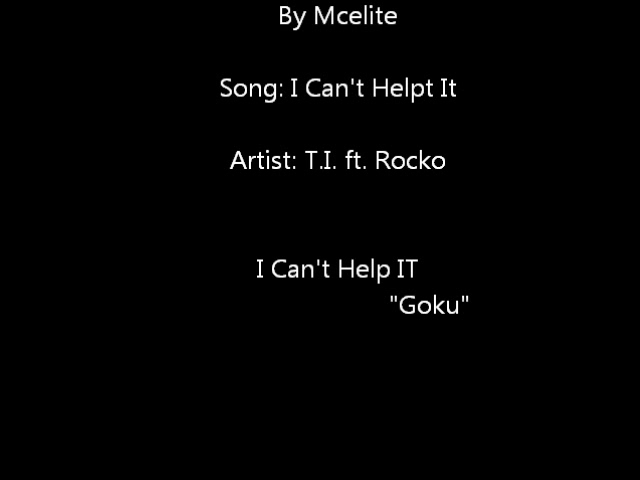 By Mcelite
Song: I Can't Helpt It
Artist: T.I. ft. Rocko
I Can't Help IT
"Goku"